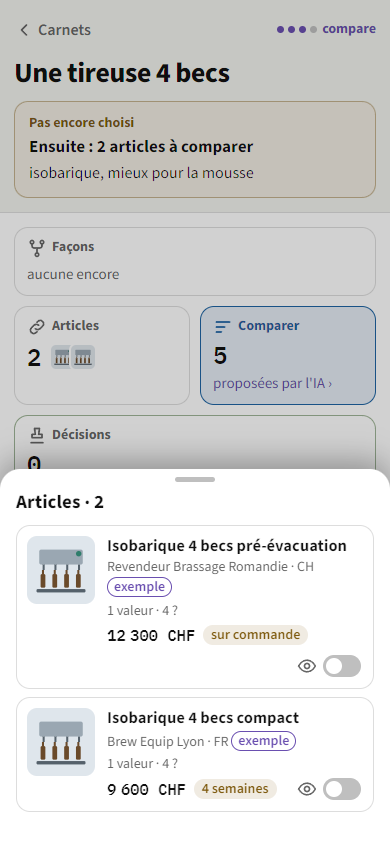 Carnets
compare
Une tireuse 4 becs
Pas encore choisi
Ensuite : 2 articles à comparer
isobarique, mieux pour la mousse
Façons
aucune encore
Articles
2
Comparer
5
proposées par l'IA ›
Décisions
0
Articles · 2
Isobarique 4 becs pré-évacuation
Revendeur Brassage Romandie · CH
exemple
1 valeur · 4 ?
12 300 CHF sur commande
Isobarique 4 becs compact
Brew Equip Lyon · FR exemple
1 valeur · 4 ?
9 600 CHF 4 semaines